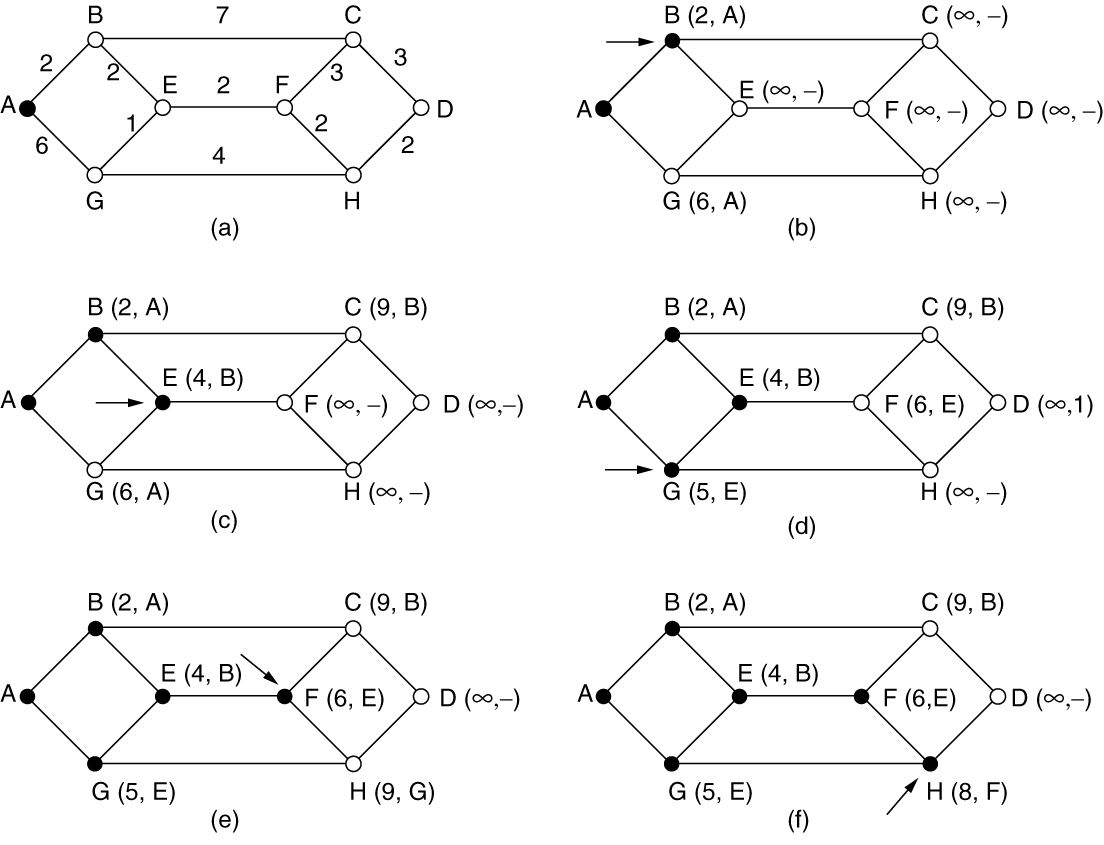 B 7 C
2 2 E 2 F 3 3
A D
6 1 2 2
4
G H
(a)
B (2, A) C (∞, –)
E (∞, –)
A F (∞, –) D (∞, –)
G (6, A) H (∞, –)
(b)
B (2, A) C (9, B)
E (4, B)
A F (∞, –) D (∞,–)
G (6, A) H (∞, –)
(c)
B (2, A) C (9, B)
E (4, B)
A F (6, E) D (∞,1)
G (5, E) H (∞, –)
(d)
B (2, A) C (9, B)
E (4, B)
A F (6, E) D (∞,–)
G (5, E) H (9, G)
(e)
B (2, A) C (9, B)
E (4, B)
A F (6,E) D (∞,–)
G (5, E) H (8, F)
(f)